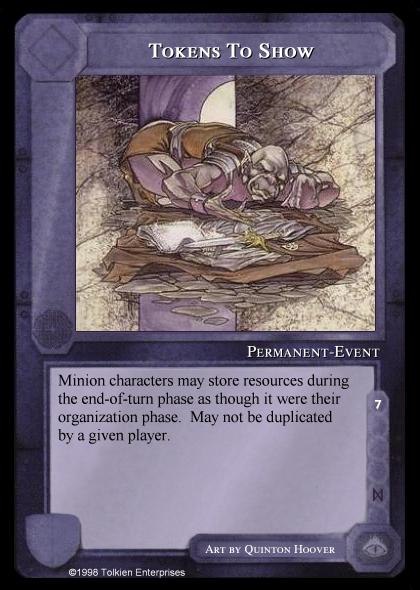 Tokens To Show
Permanent-Event
Minion characters may store resources during
the end-of-turn phase as though it were their
organization phase.  May not be duplicated
by a given player.
7
Art by Quinton Hoover
©1998 Tolkien Enterprises